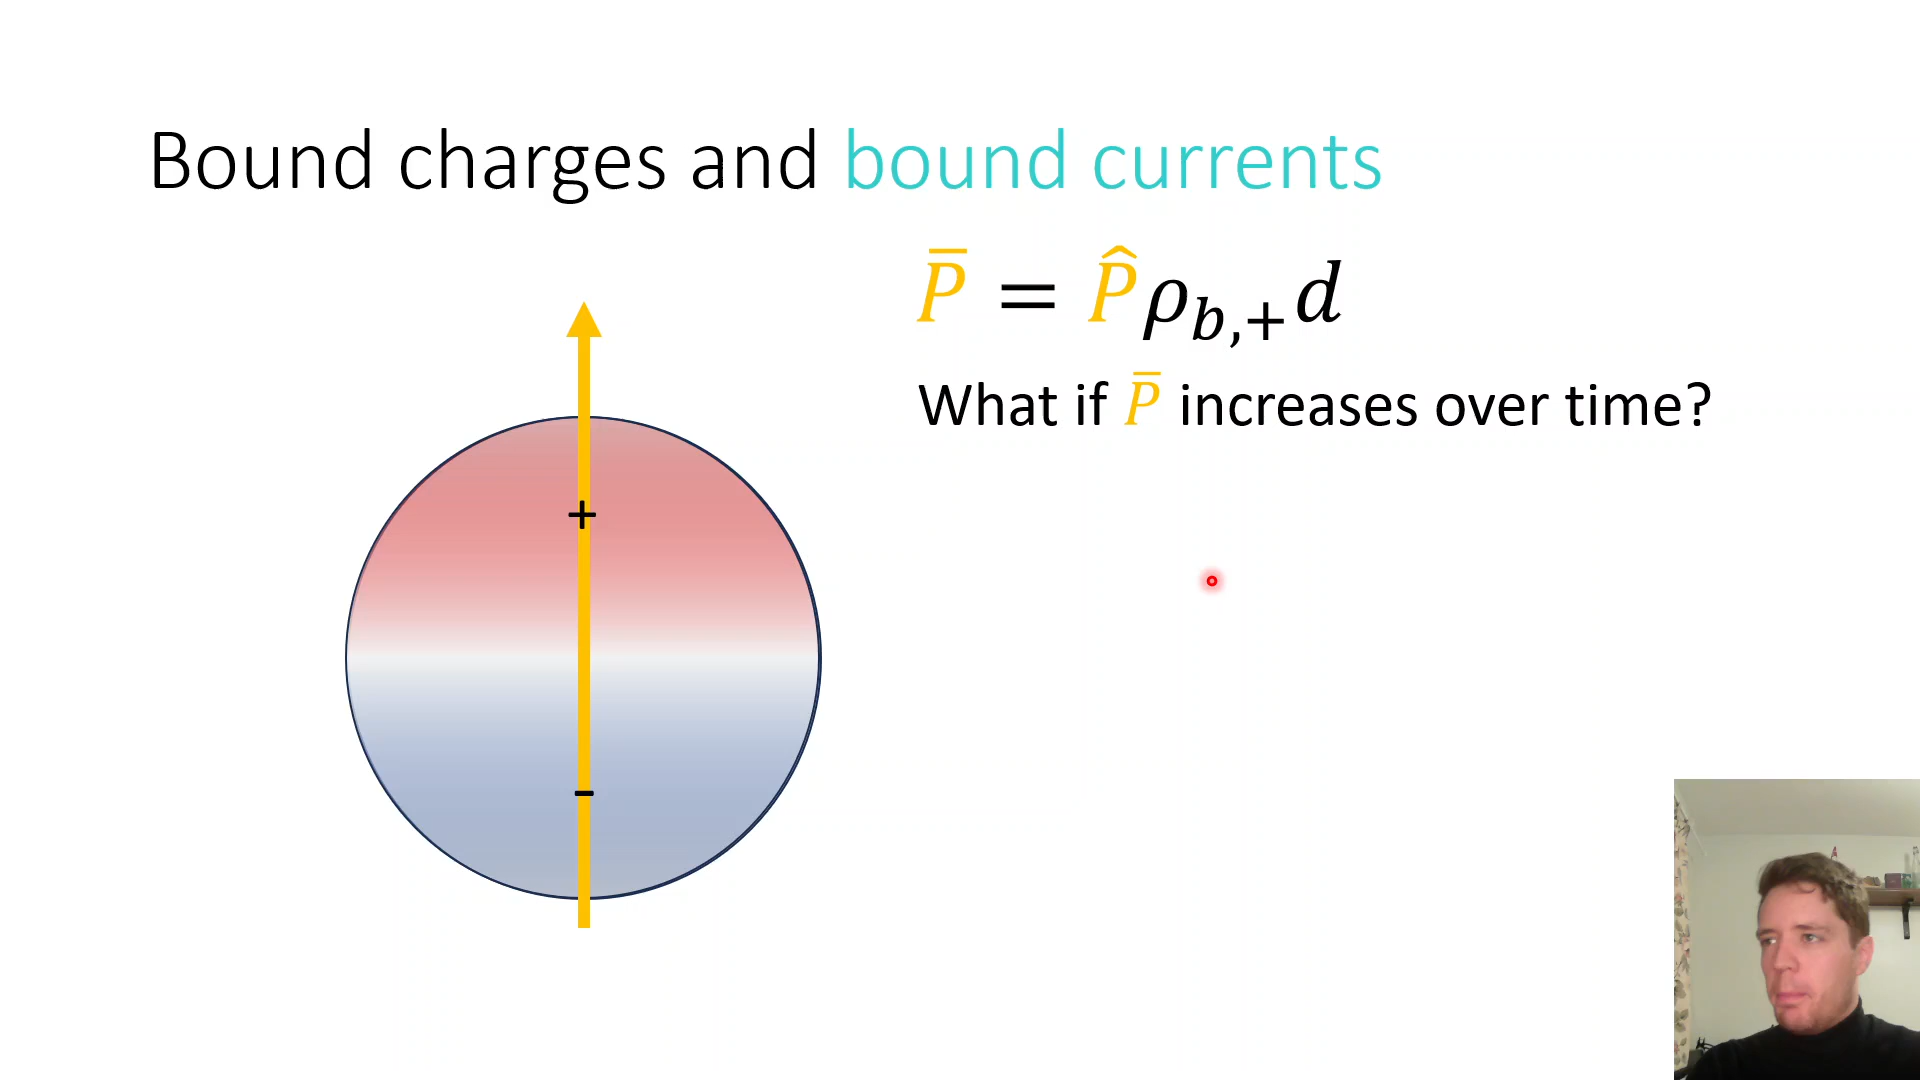 Bound charges and bound currents
P̅ = P̂ρ_{b,+}d
What if P̅ increases over time?
+
-